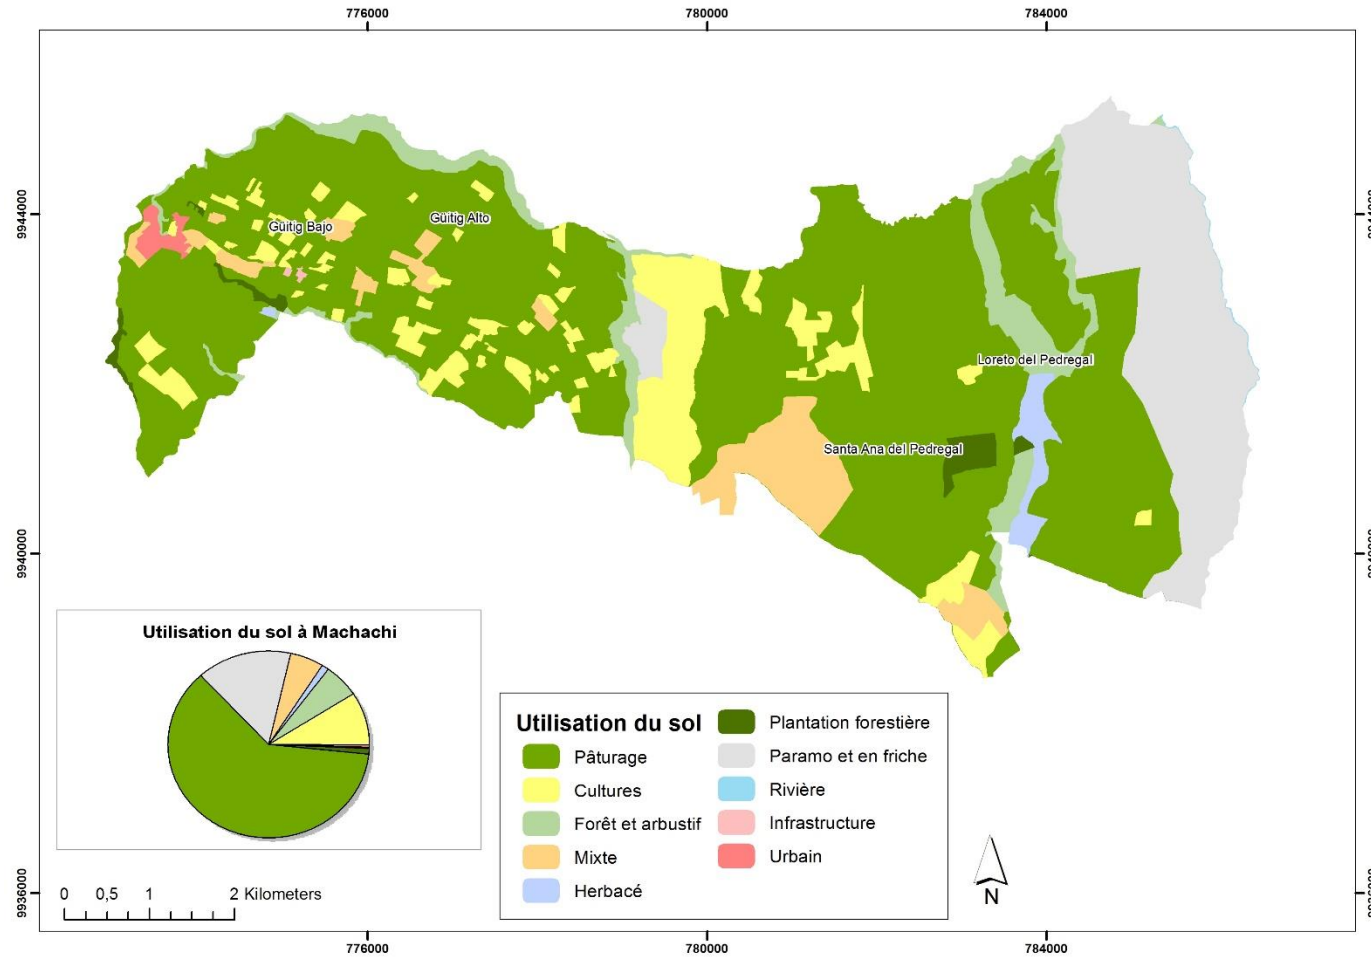 776000
780000
784000
9944000
9940000
9936000
Güitig Bajo
Güitig Alto
Loreto del Pedregal
Santa Ana del Pedregal
Utilisation du sol à Machachi
0 0,5 1 2 Kilometers
Utilisation du sol
Pâturage
Cultures
Forêt et arbustif
Mixte
Herbacé
Plantation forestière
Paramo et en friche
Rivière
Infrastructure
Urbain
N
776000
780000
784000